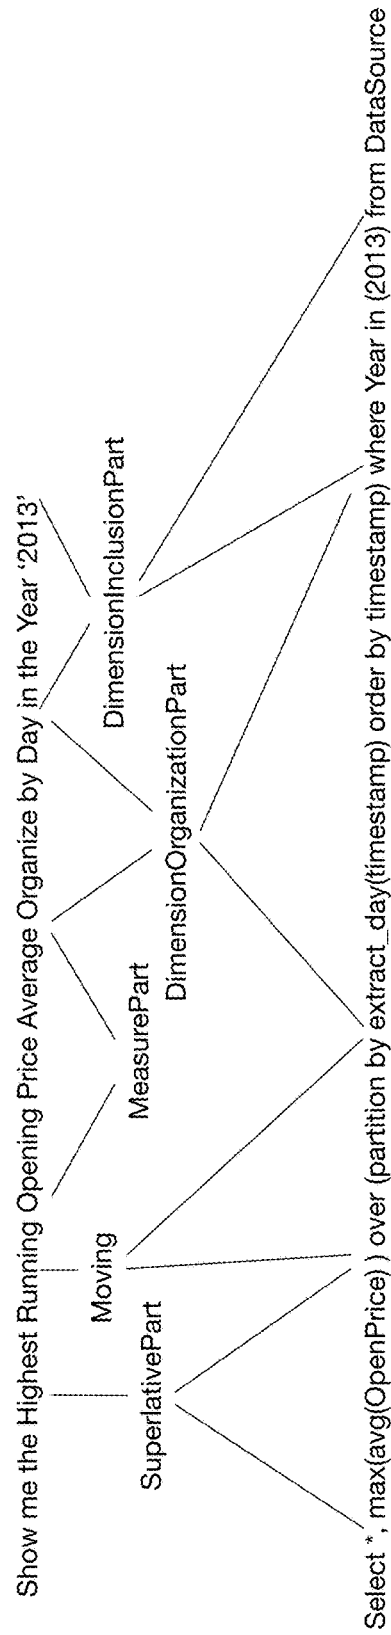 Show me the Highest Running Opening Price Average Organize by Day in the Year '2013'
SuperlativePart
Moving
MeasurePart
DimensionOrganizationPart
DimensionInclusionPart
Select *, max(avg(OpenPrice) ) over (partition by extract_day(timestamp) order by timestamp) where Year in (2013) from DataSource